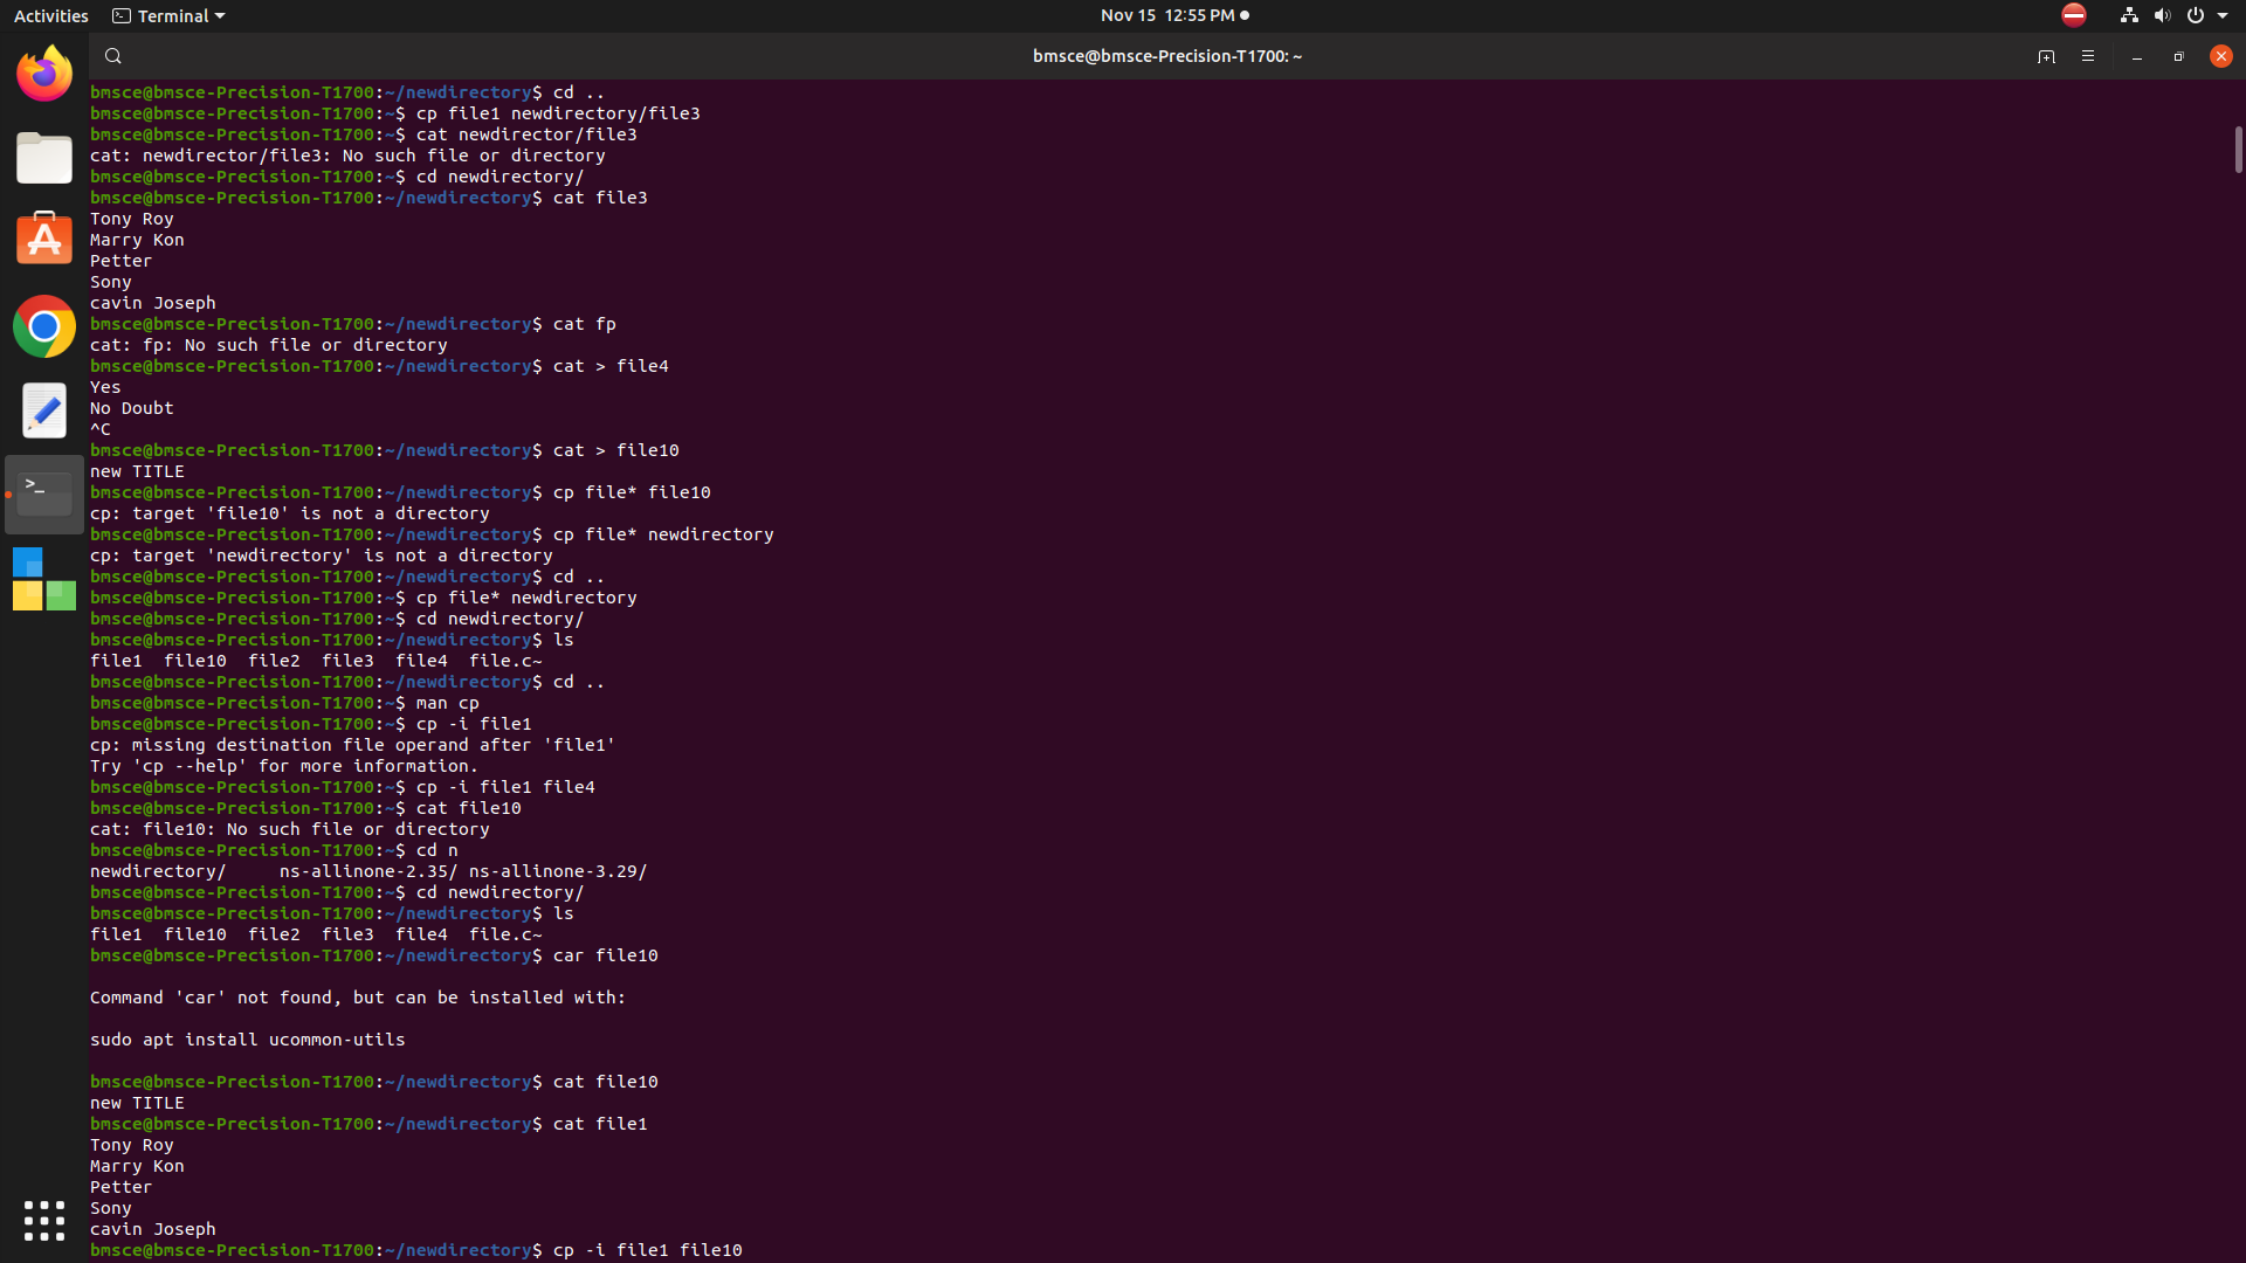 Activities Terminal Nov 15 12:55 PM
bmsce@bmsce-Precision-T1700: ~
bmsce@bmsce-Precision-T1700:~/newdirectory$ cd ..
bmsce@bmsce-Precision-T1700:~$ cp file1 newdirectory/file3
bmsce@bmsce-Precision-T1700:~$ cat newdirector/file3
cat: newdirector/file3: No such file or directory
bmsce@bmsce-Precision-T1700:~$ cd newdirectory/
bmsce@bmsce-Precision-T1700:~/newdirectory$ cat file3
Tony Roy
Marry Kon
Petter
Sony
cavin Joseph
bmsce@bmsce-Precision-T1700:~/newdirectory$ cat fp
cat: fp: No such file or directory
bmsce@bmsce-Precision-T1700:~/newdirectory$ cat > file4
Yes
No Doubt
^C
bmsce@bmsce-Precision-T1700:~/newdirectory$ cat > file10
new TITLE
bmsce@bmsce-Precision-T1700:~/newdirectory$ cp file* file10
cp: target 'file10' is not a directory
bmsce@bmsce-Precision-T1700:~/newdirectory$ cp file* newdirectory
cp: target 'newdirectory' is not a directory
bmsce@bmsce-Precision-T1700:~/newdirectory$ cd ..
bmsce@bmsce-Precision-T1700:~$ cp file* newdirectory
bmsce@bmsce-Precision-T1700:~$ cd newdirectory/
bmsce@bmsce-Precision-T1700:~/newdirectory$ ls
file1  file10  file2  file3  file4  file.c~
bmsce@bmsce-Precision-T1700:~/newdirectory$ cd ..
bmsce@bmsce-Precision-T1700:~$ man cp
bmsce@bmsce-Precision-T1700:~$ cp -i file1
cp: missing destination file operand after 'file1'
Try 'cp --help' for more information.
bmsce@bmsce-Precision-T1700:~$ cp -i file1 file4
bmsce@bmsce-Precision-T1700:~$ cat file10
cat: file10: No such file or directory
bmsce@bmsce-Precision-T1700:~$ cd n
newdirectory/     ns-allinone-2.35/ ns-allinone-3.29/
bmsce@bmsce-Precision-T1700:~$ cd newdirectory/
bmsce@bmsce-Precision-T1700:~/newdirectory$ ls
file1  file10  file2  file3  file4  file.c~
bmsce@bmsce-Precision-T1700:~/newdirectory$ car file10
Command 'car' not found, but can be installed with:
sudo apt install ucommon-utils
bmsce@bmsce-Precision-T1700:~/newdirectory$ cat file10
new TITLE
bmsce@bmsce-Precision-T1700:~/newdirectory$ cat file1
Tony Roy
Marry Kon
Petter
Sony
cavin Joseph
bmsce@bmsce-Precision-T1700:~/newdirectory$ cp -i file1 file10